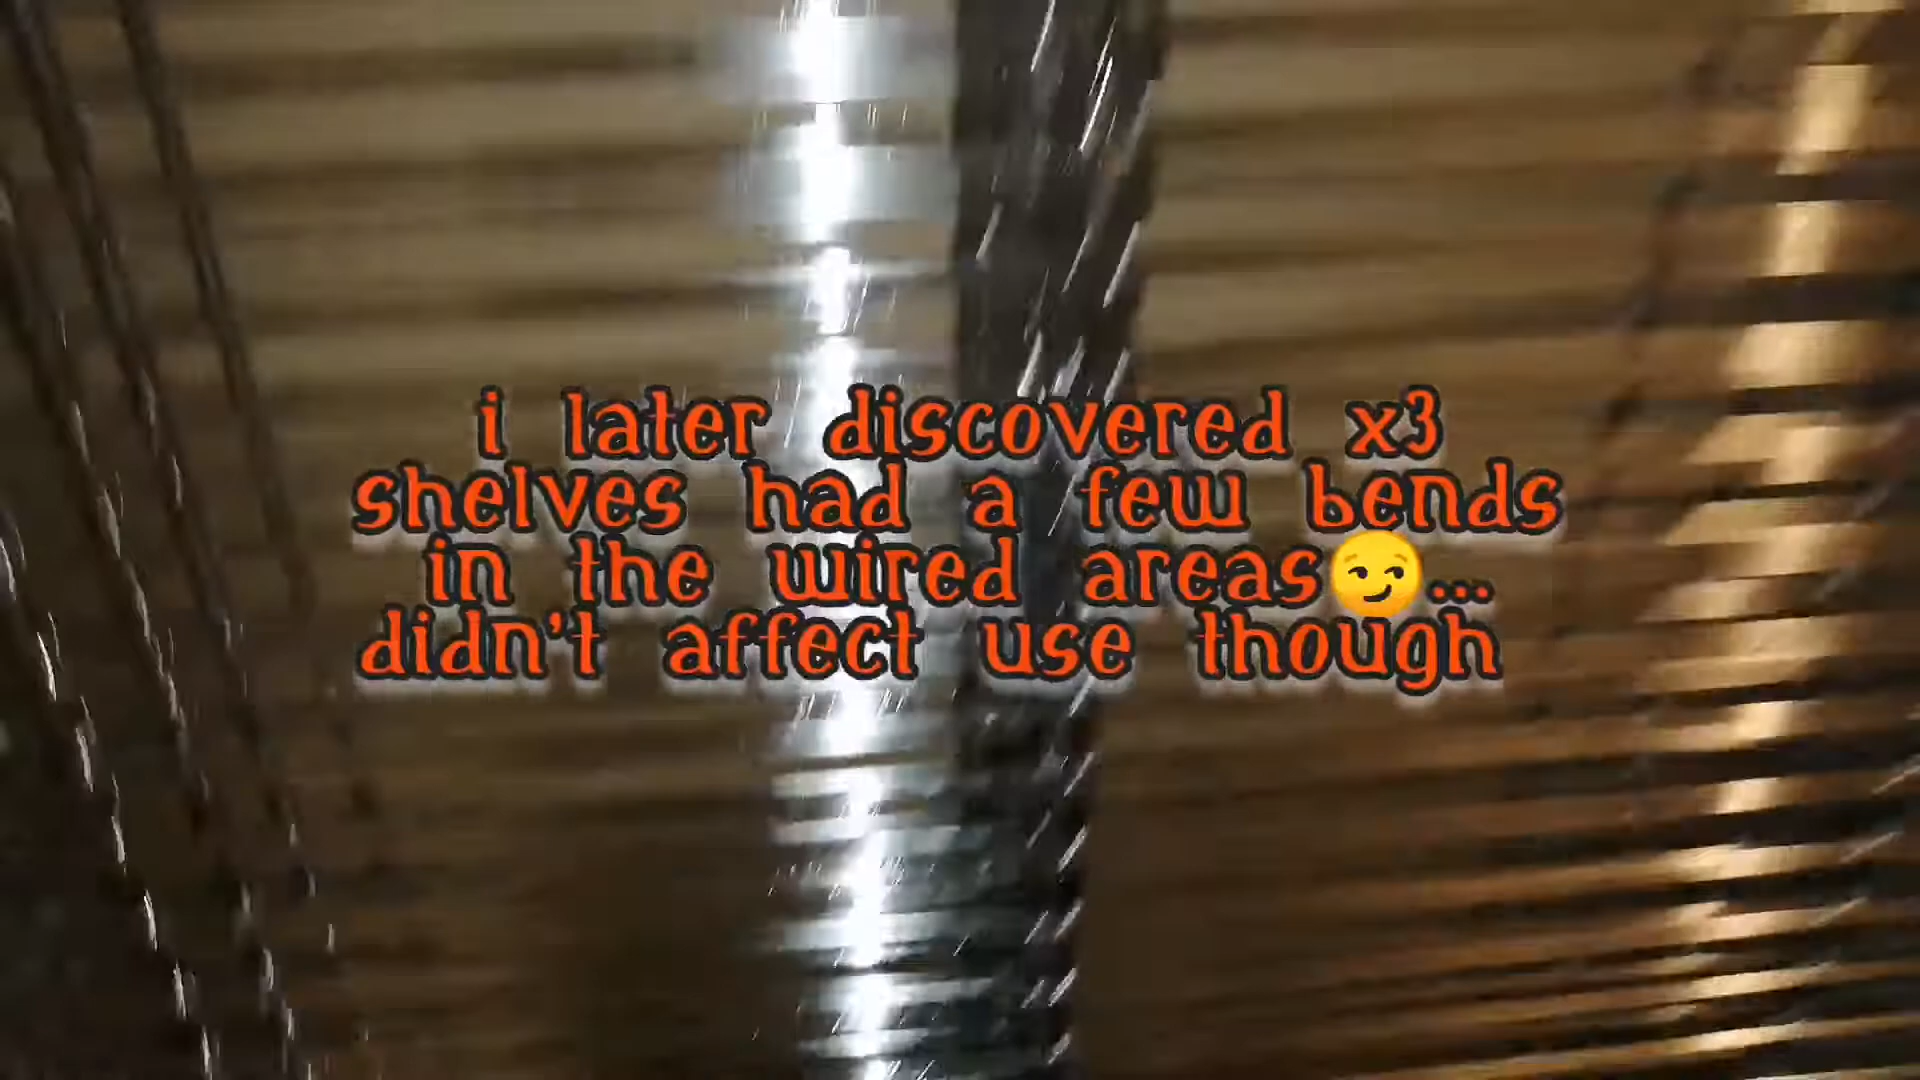 i later discovered x3
shelves had a few bends
in the wired areas😏...
didn't affect use though